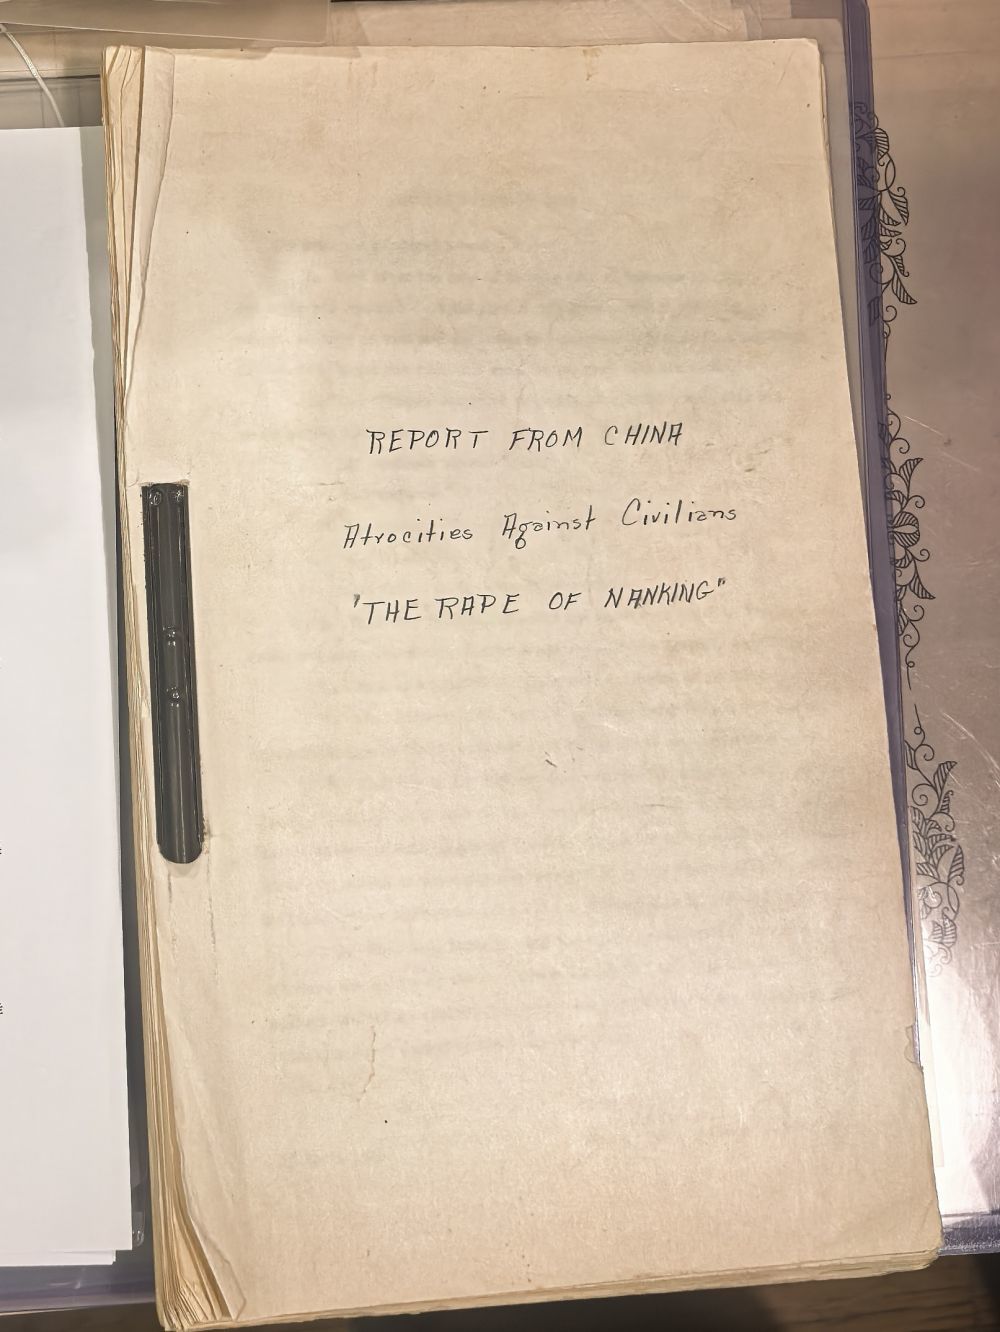 REPORT FROM CHINA
Atrocities Against Civilians
"THE RAPE OF NANKING"